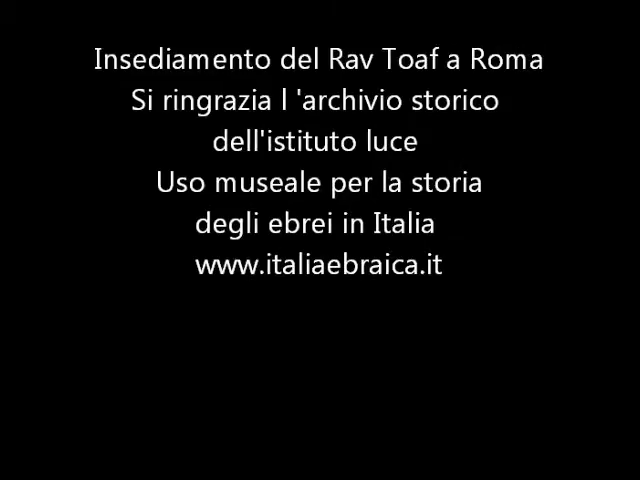 Insediamento del Rav Toaf a Roma
Si ringrazia l 'archivio storico
dell'istituto luce
Uso museale per la storia
degli ebrei in Italia
www.italiaebraica.it